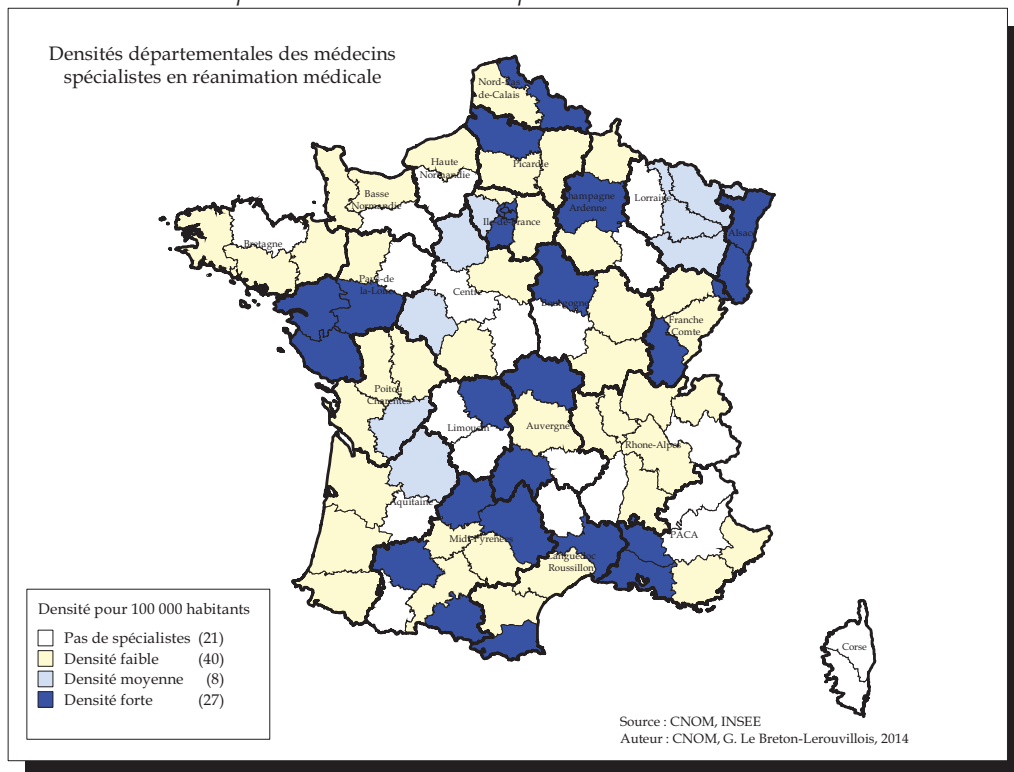 Densités départementales des médecins
spécialistes en réanimation médicale
Nord-Pas
de-Calais
Haute
Normandie
Picardie
Basse
Normandie
Ile-de-France
Champagne
Ardenne
Lorraine
Alsace
Bretagne
Pays-de
la-Loire
Centre
Bourgogne
Franche
Comte
Poitou
Charentes
Limousin
Auvergne
Rhone-Alpes
Aquitaine
Midi-Pyrenees
Languedoc
Roussillon
PACA
Corse
Densité pour 100 000 habitants
Pas de spécialistes (21)
Densité faible (40)
Densité moyenne (8)
Densité forte (27)
Source : CNOM, INSEE
Auteur : CNOM, G. Le Breton-Lerouvillois, 2014